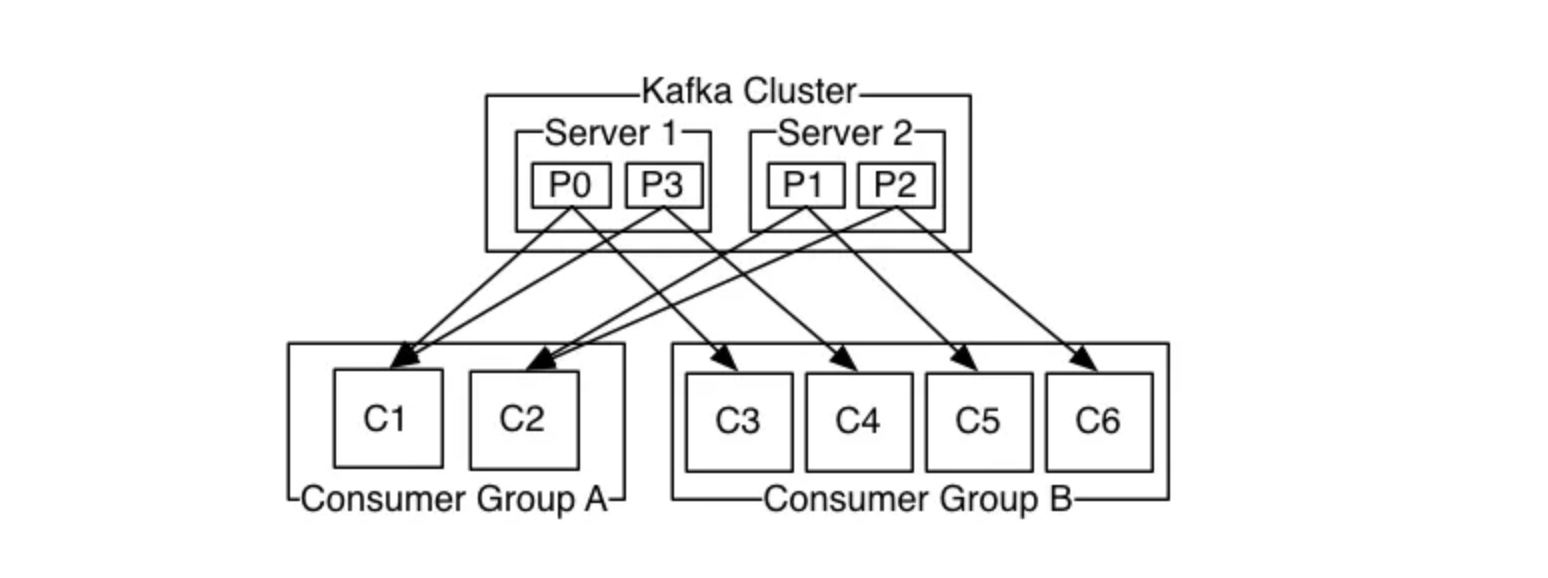 Kafka Cluster
Server 1 Server 2
P0 P3 P1 P2
C1 C2 C3 C4 C5 C6
Consumer Group A Consumer Group B